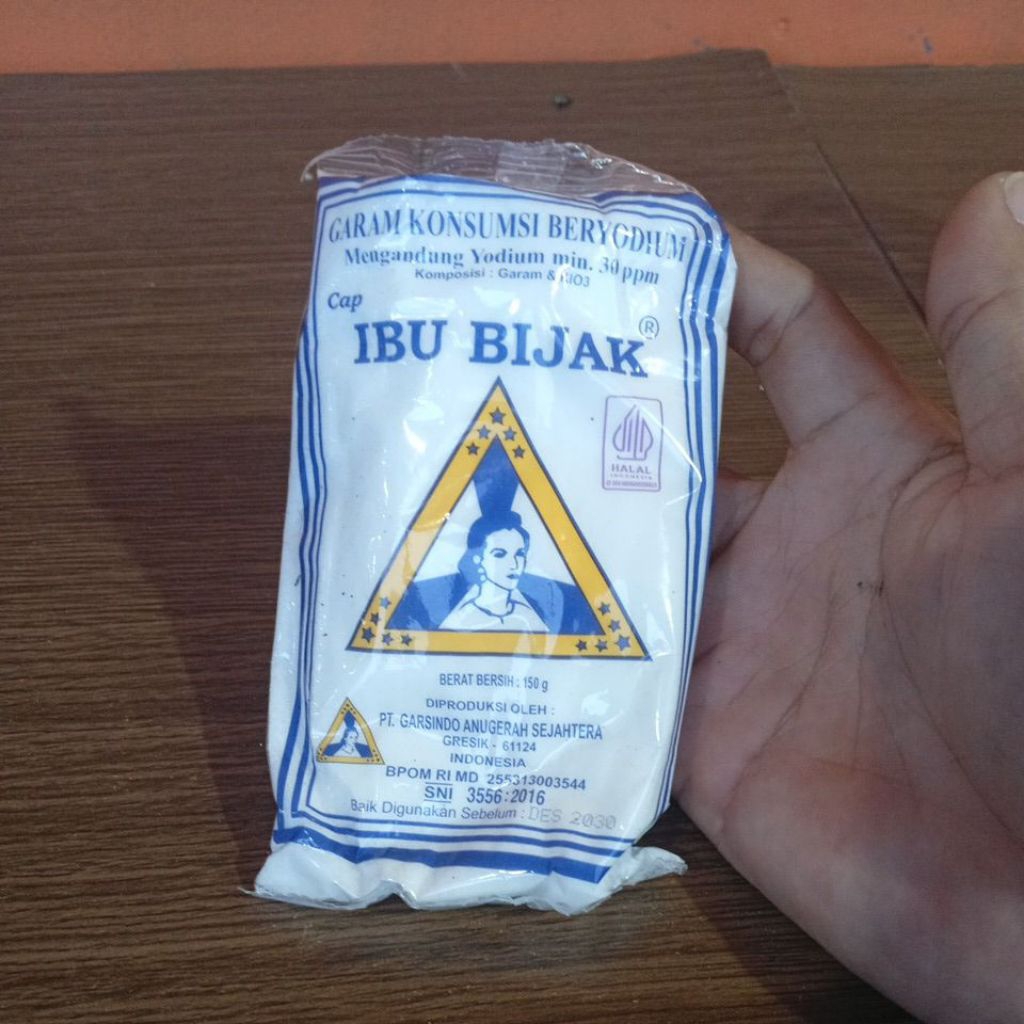 GARAM KONSUMSI BERYODIUM
Mengandung Yodium min. 30 ppm
Komposisi : Garam & KIO3
Cap
IBU BIJAK®
HALAL
INDONESIA
BERAT BERSIH : 150 g
DIPRODUKSI OLEH :
PT. GARSINDO ANUGERAH SEJAHTERA
GRESIK - 61124
INDONESIA
BPOM RI MD 255313003544
SNI 3556:2016
Baik Digunakan Sebelum : DES 2030